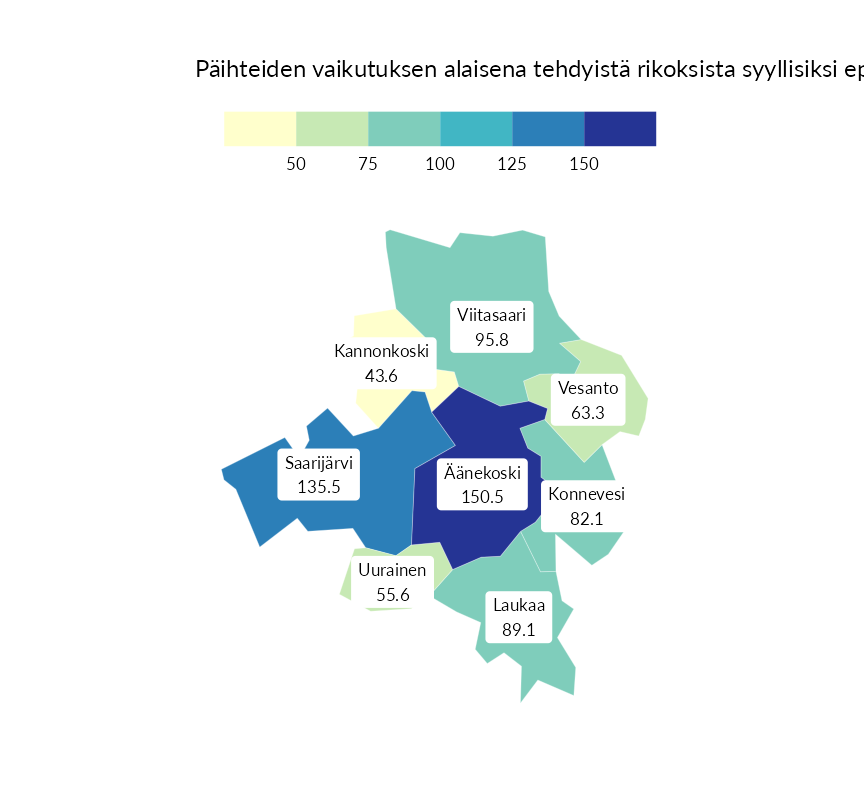 Päihteiden vaikutuksen alaisena tehdyistä rikoksista syyllisiksi ep
50 75 100 125 150
Viitasaari
95.8
Kannonkoski
43.6
Vesanto
63.3
Saarijärvi
135.5
Äänekoski
150.5
Konnevesi
82.1
Uurainen
55.6
Laukaa
89.1